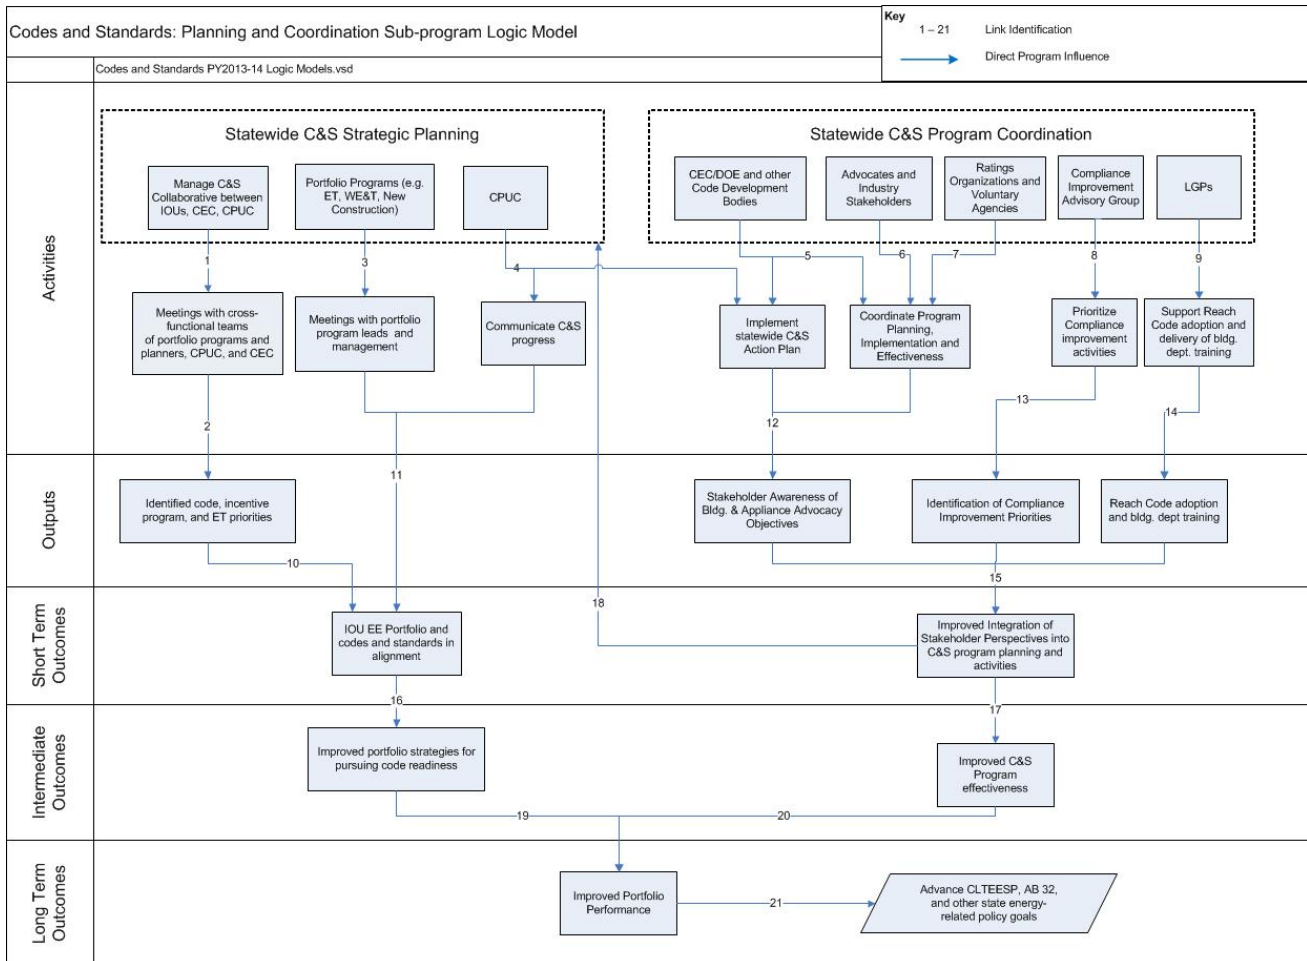 Codes and Standards: Planning and Coordination Sub-program Logic Model
Key
1 – 21
Link Identification
Direct Program Influence
Codes and Standards PY2013-14 Logic Models.vsd
Activities
Statewide C&S Strategic Planning
Manage C&S
Collaborative between
IOUs, CEC, CPUC
Portfolio Programs (e.g.
ET, WE&T, New
Construction)
CPUC
Statewide C&S Program Coordination
CEC/DOE and other
Code Development
Bodies
Advocates and
Industry
Stakeholders
Ratings
Organizations and
Voluntary
Agencies
Compliance
Improvement
Advisory Group
LGPs
1
3
4
5
6
7
8
9
Meetings with cross-
functional teams
of portfolio programs and
planners, CPUC, and CEC
Meetings with portfolio
program leads and
management
Communicate C&S
progress
Implement
statewide C&S
Action Plan
Coordinate Program
Planning,
Implementation and
Effectiveness
Prioritize
Compliance
improvement
activities
Support Reach
Code adoption and
delivery of bldg.
dept. training
2
11
12
13
14
Outputs
Identified code, incentive
program, and ET priorities
Stakeholder Awareness of
Bldg. & Appliance Advocacy
Objectives
Identification of Compliance
Improvement Priorities
Reach Code adoption
and bldg. dept training
10
15
18
Short Term
Outcomes
IOU EE Portfolio and
codes and standards in
alignment
Improved Integration of
Stakeholder Perspectives into
C&S program planning and
activities
16
17
Intermediate
Outcomes
Improved portfolio strategies for
pursuing code readiness
Improved C&S
Program
effectiveness
19
20
Long Term
Outcomes
Improved Portfolio
Performance
21
Advance CLTEESP, AB 32,
and other state energy-
related policy goals